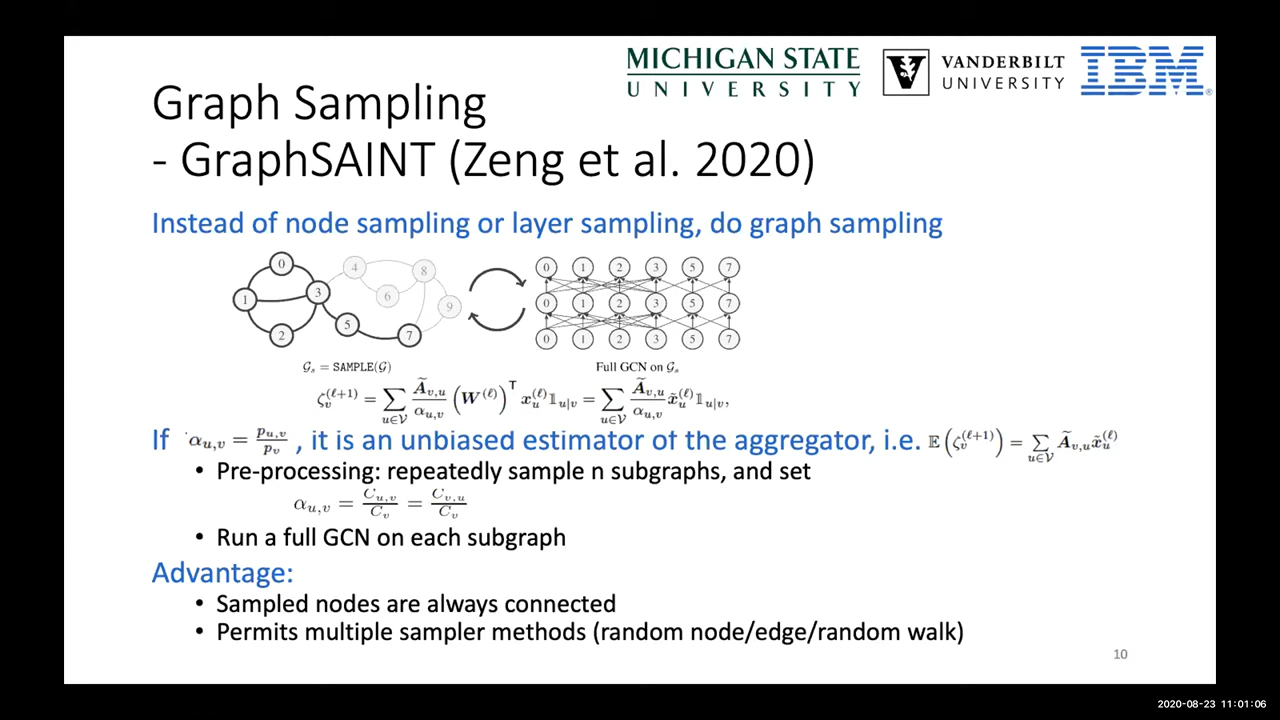 MICHIGAN STATE
UNIVERSITY
VANDERBILT
UNIVERSITY
IBM®
Graph Sampling
- GraphSAINT (Zeng et al. 2020)
Instead of node sampling or layer sampling, do graph sampling
0 4 8
1 3 6 9
2 5 7
0 1 2 3 5 7
0 1 2 3 5 7
0 1 2 3 5 7
𝒢ₛ = SAMPLE(𝒢)
Full GCN on 𝒢ₛ
ζ_v^(ℓ+1) = ∑_{u∈𝒱} Ã_{v,u}/α_{u,v} (W^(ℓ))^T x_u^(ℓ) 𝟙_{u|v} = ∑_{u∈𝒱} Ã_{v,u}/α_{u,v} x̃_u^(ℓ) 𝟙_{u|v},
If α_{u,v} = p_{u,v}/p_v , it is an unbiased estimator of the aggregator, i.e. 𝔼(ζ_v^(ℓ+1)) = ∑_{u∈𝒱} Ã_{v,u} x̃_u^(ℓ)
• Pre-processing: repeatedly sample n subgraphs, and set
α_{u,v} = C_{u,v}/C_v = C_{v,u}/C_v
• Run a full GCN on each subgraph
Advantage:
• Sampled nodes are always connected
• Permits multiple sampler methods (random node/edge/random walk)
10
2020-08-23 11:01:06